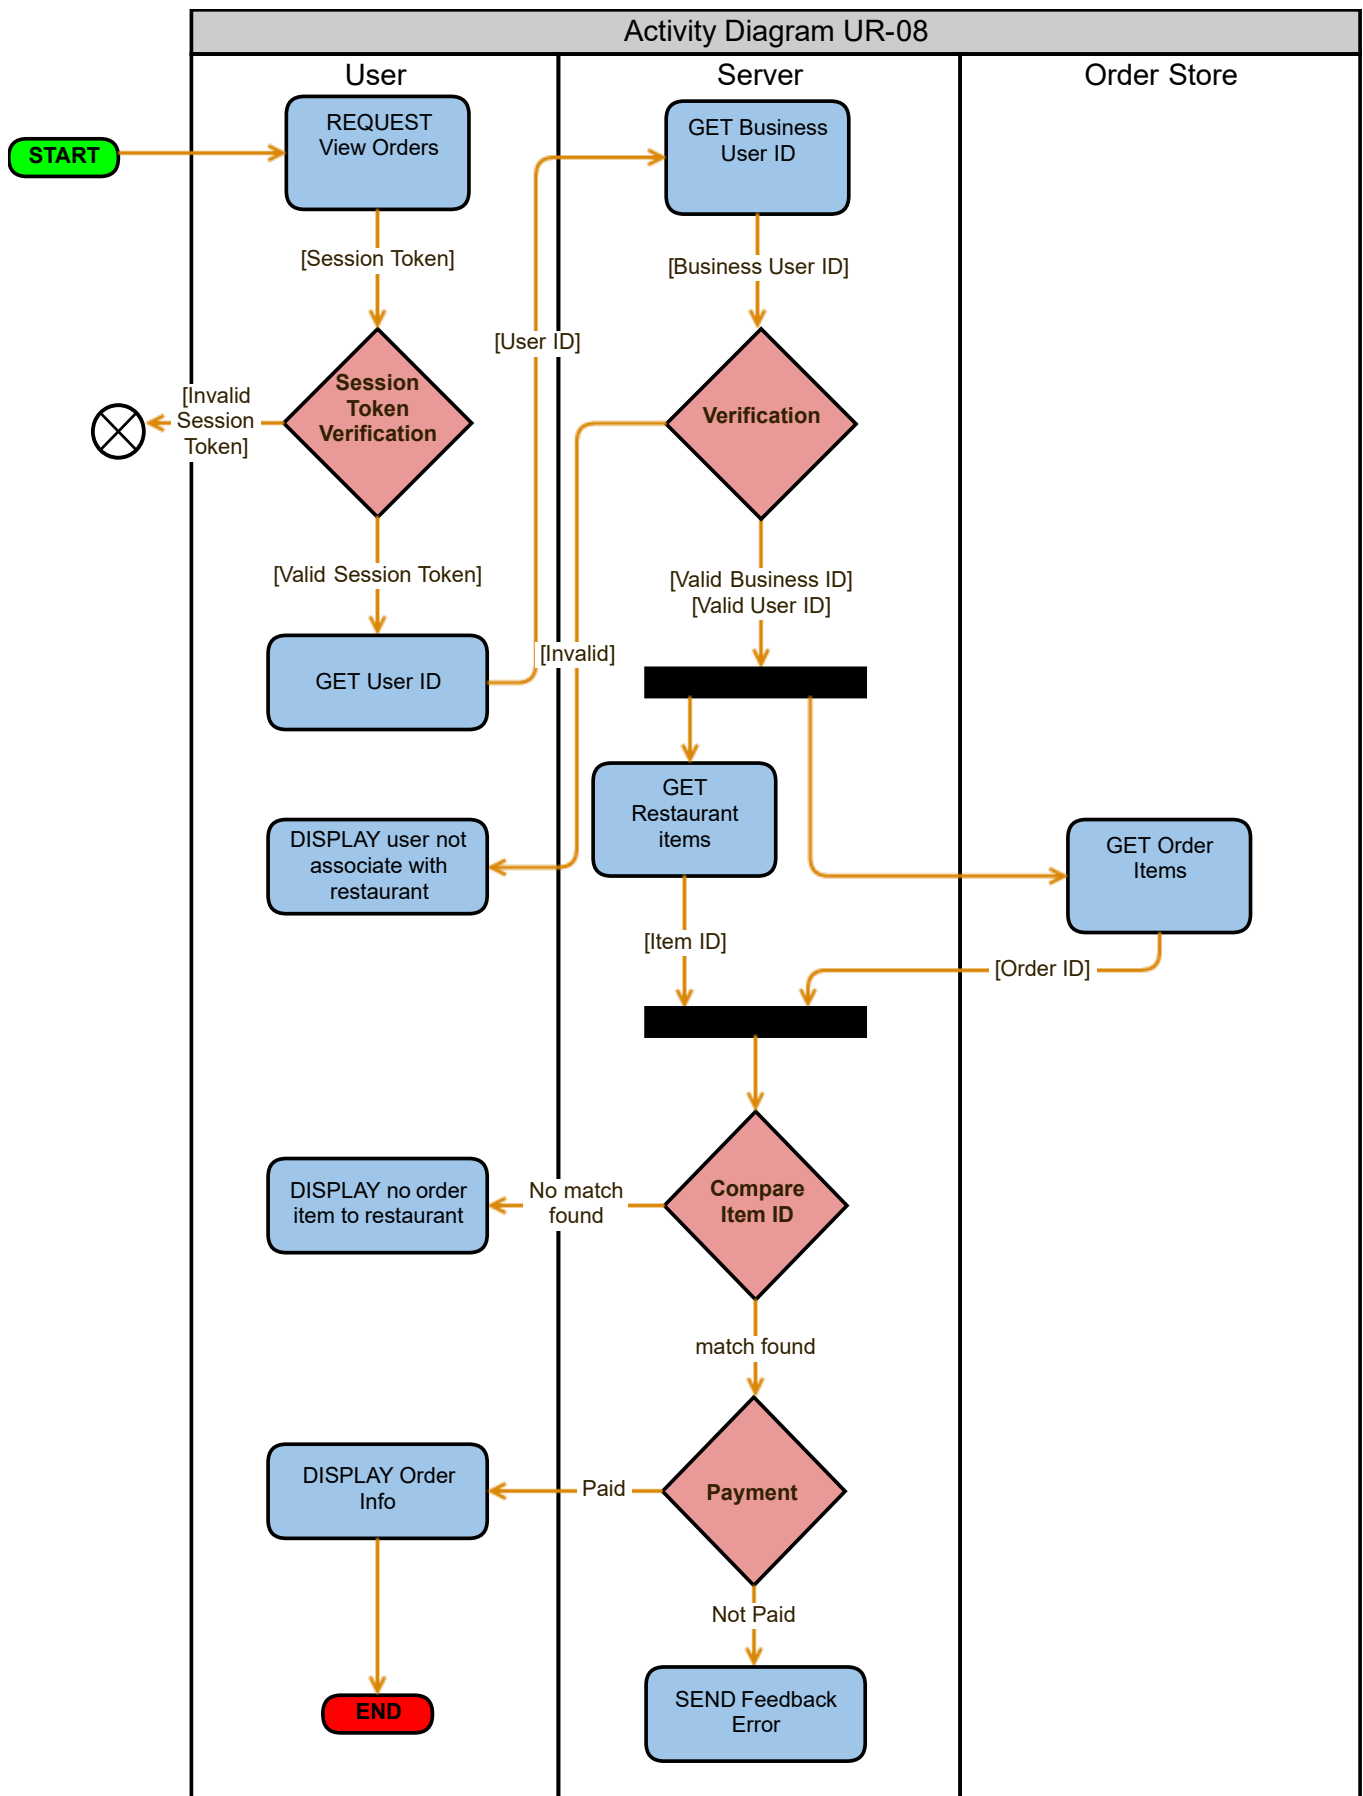 Activity Diagram UR-08
User
Server
Order Store
START
REQUEST
View Orders
GET Business
User ID
[Session Token]
[Business User ID]
[User ID]
[Invalid
Session
Token]
Session
Token
Verification
Verification
[Valid Session Token]
[Valid Business ID]
[Valid User ID]
GET User ID
[Invalid]
GET
Restaurant
items
DISPLAY user not
associate with
restaurant
GET Order
Items
[Item ID]
[Order ID]
DISPLAY no order
item to restaurant
No match
found
Compare
Item ID
match found
DISPLAY Order
Info
Paid
Payment
Not Paid
SEND Feedback
Error
END